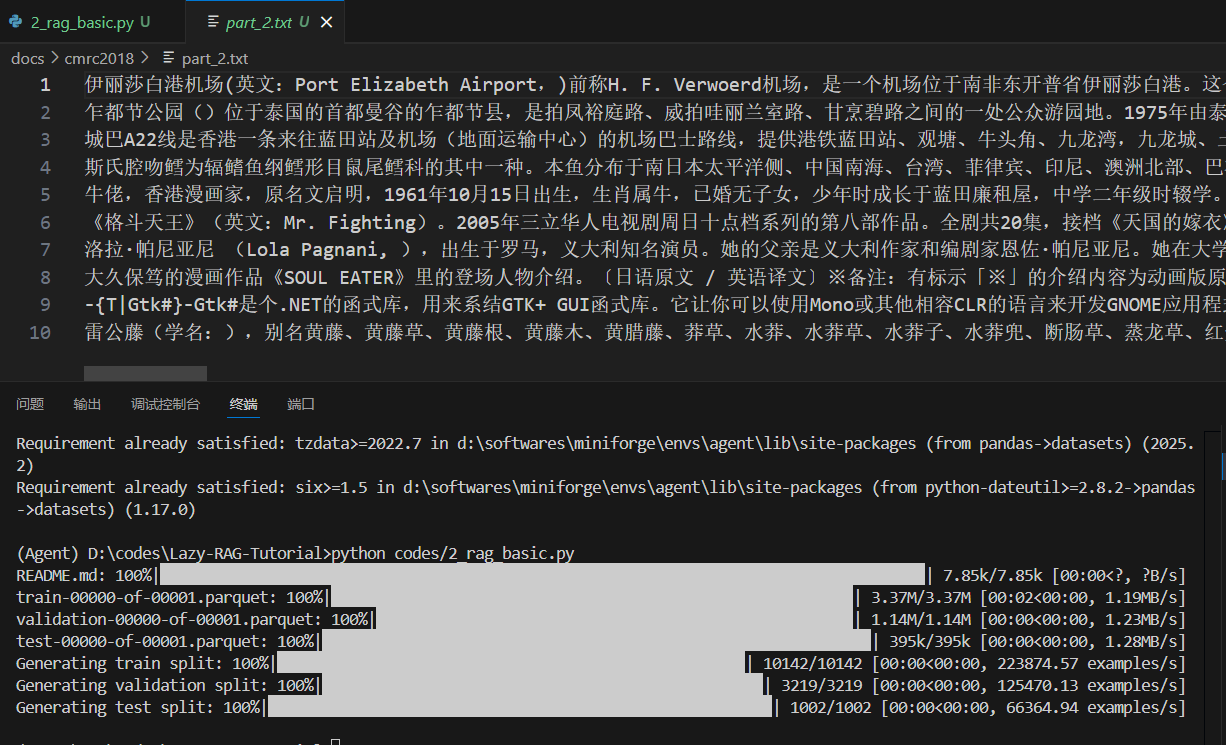 2_rag_basic.py U
part_2.txt U ×
docs > cmrc2018 > part_2.txt
1 伊丽莎白港机场(英文：Port Elizabeth Airport，)前称H. F. Verwoerd机场，是一个机场位于南非东开普省伊丽莎白港。这
2 乍都节公园（）位于泰国的首都曼谷的乍都节县，是拍凤裕庭路、威拍哇丽兰室路、甘烹碧路之间的一处公众游园地。1975年由泰
3 城巴A22线是香港一条来往蓝田站及机场（地面运输中心）的机场巴士路线，提供港铁蓝田站、观塘、牛头角、九龙湾，九龙城、
4 斯氏腔吻鳕为辐鳍鱼纲鳕形目鼠尾鳕科的其中一种。本鱼分布于南日本太平洋侧、中国南海、台湾、菲律宾、印尼、澳洲北部、巴
5 牛佬，香港漫画家，原名文启明，1961年10月15日出生，生肖属牛，已婚无子女，少年时成长于蓝田廉租屋，中学二年级时辍学。
6 《格斗天王》（英文：Mr. Fighting）。2005年三立华人电视剧周日十点档系列的第八部作品。全剧共20集，接档《天国的嫁衣》
7 洛拉·帕尼亚尼 （Lola Pagnani, ），出生于罗马，义大利知名演员。她的父亲是义大利作家和编剧家恩佐·帕尼亚尼。她在大学
8 大久保笃的漫画作品《SOUL EATER》里的登场人物介绍。〔日语原文 / 英语译文〕※备注：有标示「※」的介绍内容为动画版原
9 -{T|Gtk#}-Gtk#是个.NET的函式库，用来系结GTK+ GUI函式库。它让你可以使用Mono或其他相容CLR的语言来开发GNOME应用程
10 雷公藤（学名：），别名黄藤、黄藤草、黄藤根、黄藤木、黄腊藤、莽草、水莽、水莽草、水莽子、水莽兜、断肠草、蒸龙草、红
问题 输出 调试控制台 终端 端口
Requirement already satisfied: tzdata>=2022.7 in d:\softwares\miniforge\envs\agent\lib\site-packages (from pandas->datasets) (2025.
2)
Requirement already satisfied: six>=1.5 in d:\softwares\miniforge\envs\agent\lib\site-packages (from python-dateutil>=2.8.2->pandas
->datasets) (1.17.0)
(Agent) D:\codes\Lazy-RAG-Tutorial>python codes/2_rag_basic.py
README.md: 100%| | 7.85k/7.85k [00:00<?, ?B/s]
train-00000-of-00001.parquet: 100%| | 3.37M/3.37M [00:02<00:00, 1.19MB/s]
validation-00000-of-00001.parquet: 100%| | 1.14M/1.14M [00:00<00:00, 1.23MB/s]
test-00000-of-00001.parquet: 100%| | 395k/395k [00:00<00:00, 1.28MB/s]
Generating train split: 100%| | 10142/10142 [00:00<00:00, 223874.57 examples/s]
Generating validation split: 100%| | 3219/3219 [00:00<00:00, 125470.13 examples/s]
Generating test split: 100%| | 1002/1002 [00:00<00:00, 66364.94 examples/s]